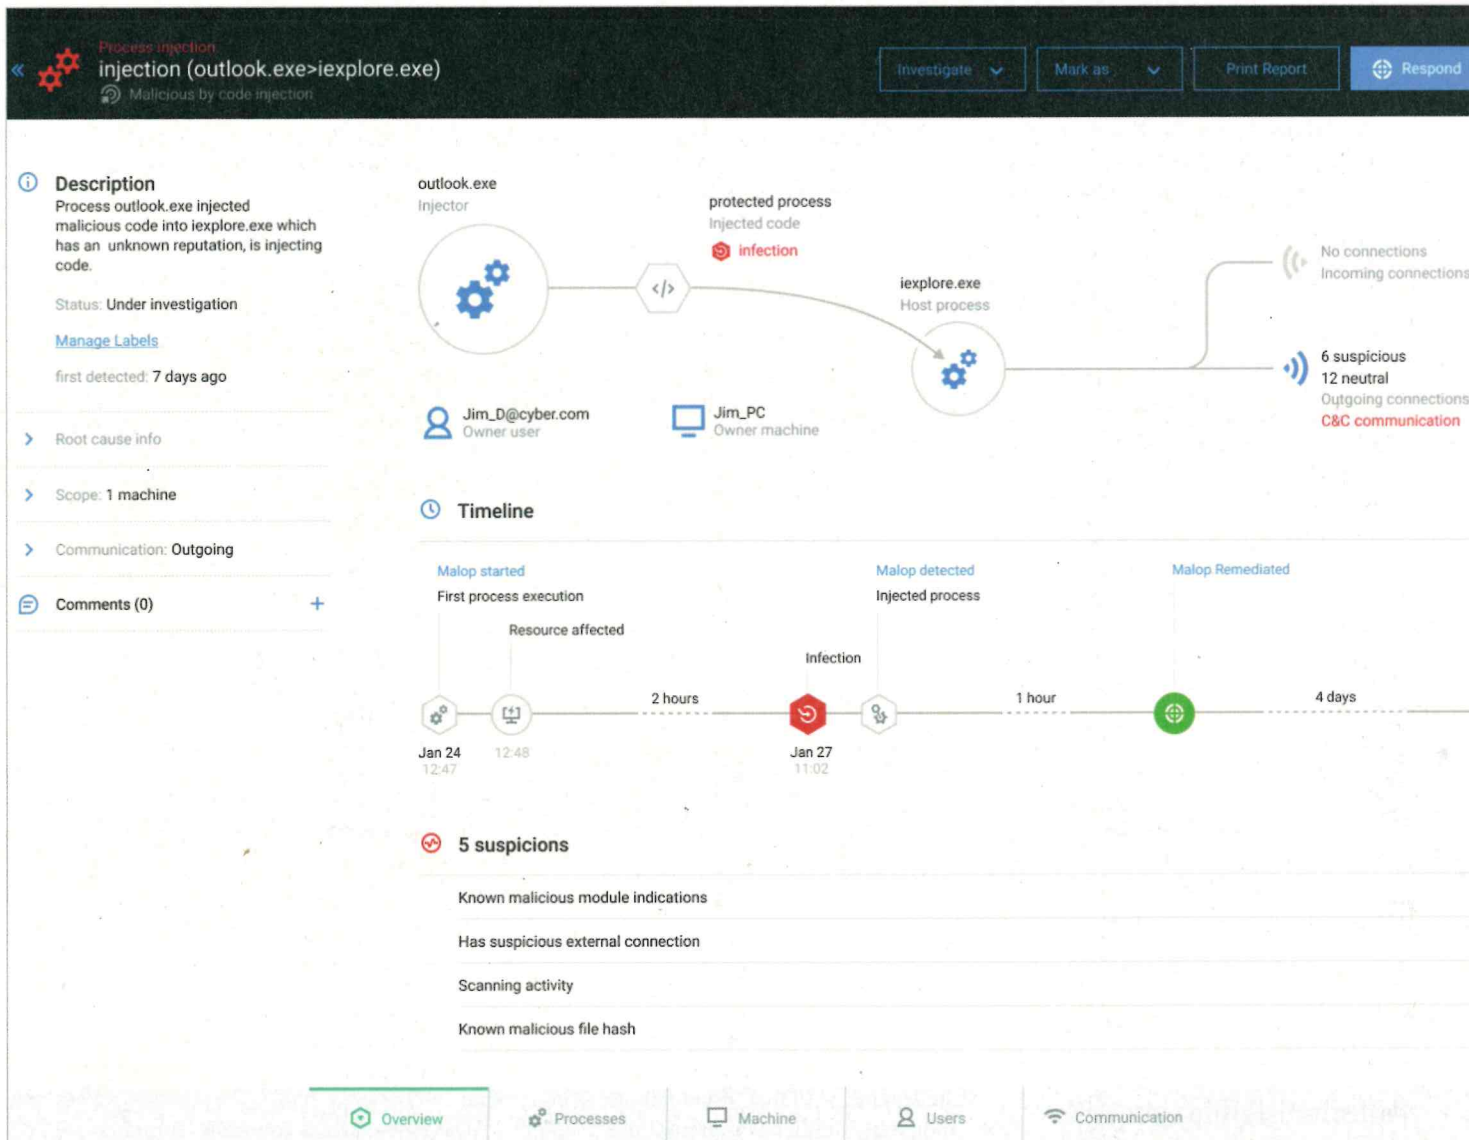 Process injection
injection (outlook.exe>iexplore.exe)
Malicious by code injection
Investigate
Mark as
Print Report
Respond
Description
Process outlook.exe injected
malicious code into iexplore.exe which
has an unknown reputation, is injecting
code.
Status: Under investigation
Manage Labels
first detected: 7 days ago
Root cause info
Scope: 1 machine
Communication: Outgoing
Comments (0)
outlook.exe
Injector
protected process
Injected code
infection
</>
iexplore.exe
Host process
No connections
Incoming connections
6 suspicious
12 neutral
Outgoing connections
C&C communication
Jim_D@cyber.com
Owner user
Jim_PC
Owner machine
Timeline
Malop started
First process execution
Resource affected
Malop detected
Injected process
Malop Remediated
Infection
2 hours
1 hour
4 days
Jan 24
12:47
12:48
Jan 27
11:02
5 suspicions
Known malicious module indications
Has suspicious external connection
Scanning activity
Known malicious file hash
Overview
Processes
Machine
Users
Communication